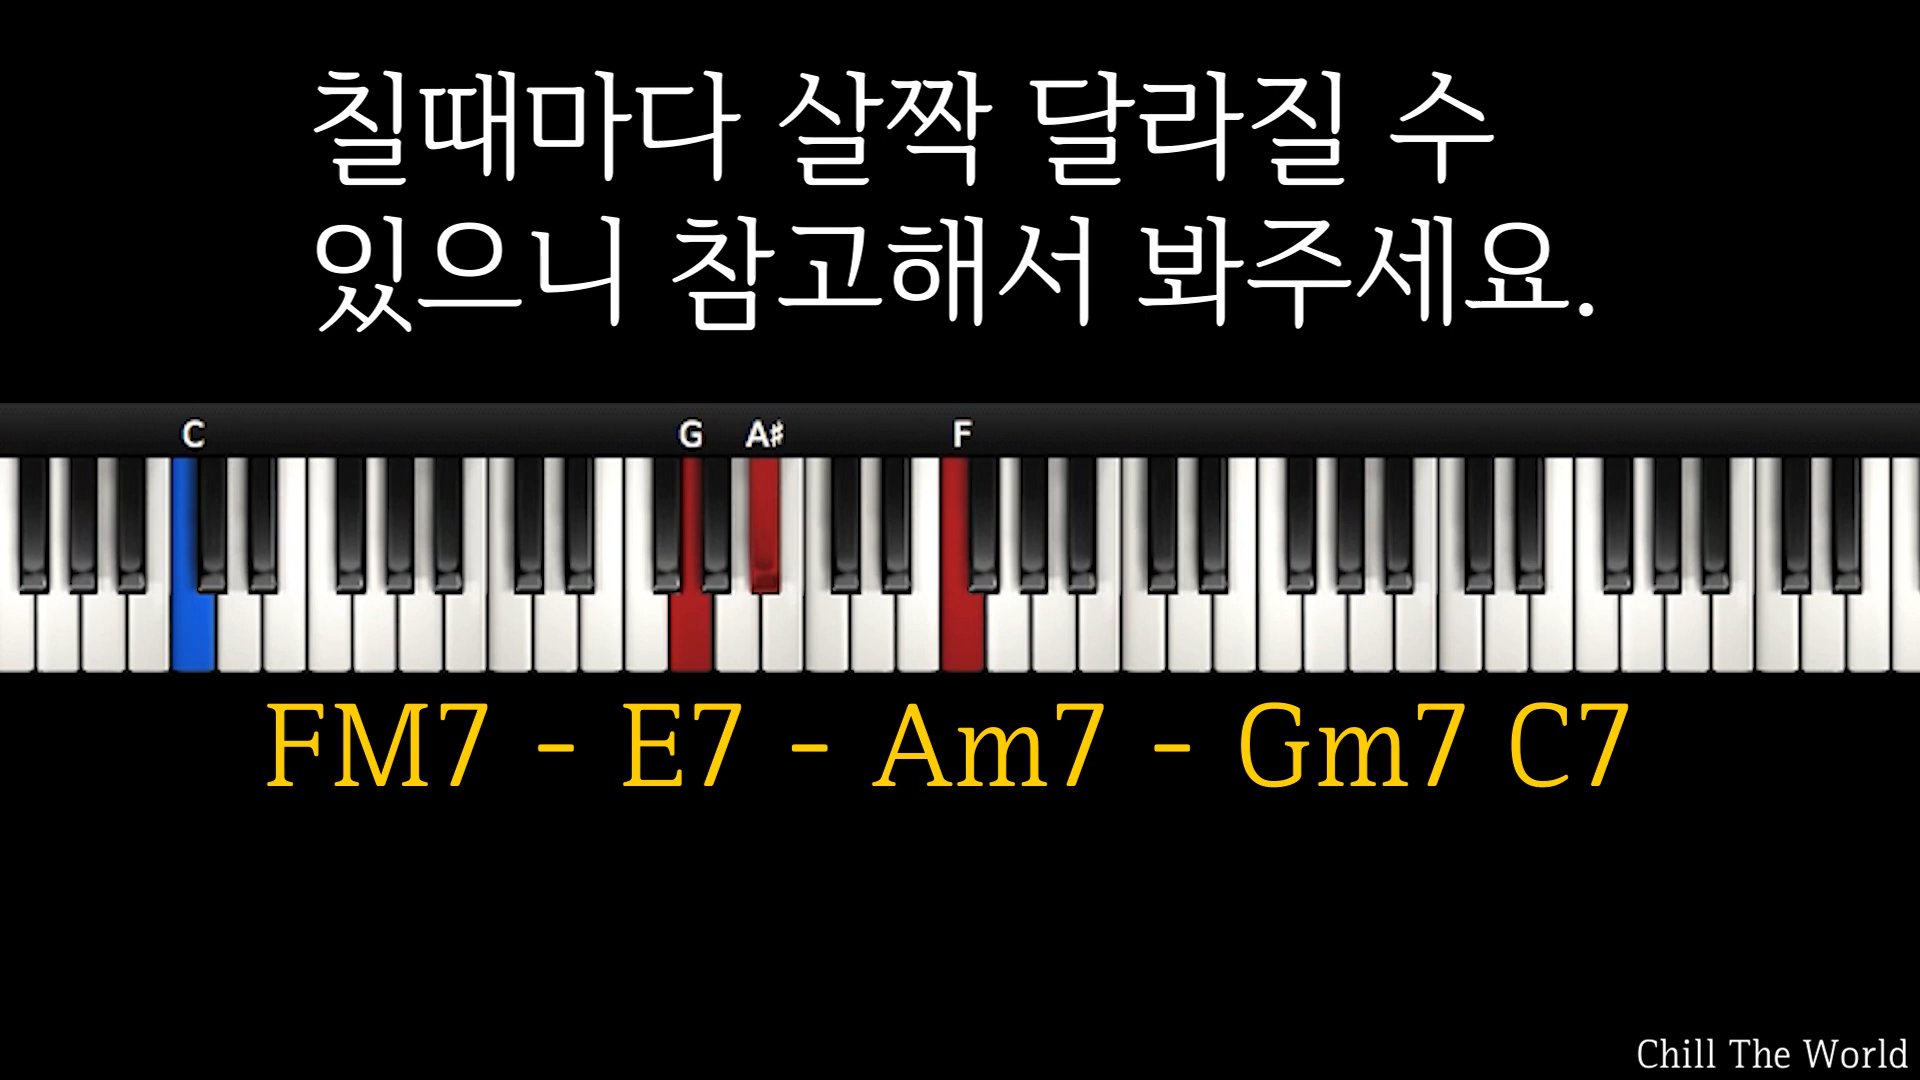 칠때마다 살짝 달라질 수
있으니 참고해서 봐주세요.
C G A♯ F
FM7 - E7 - Am7 - Gm7 C7
Chill The World